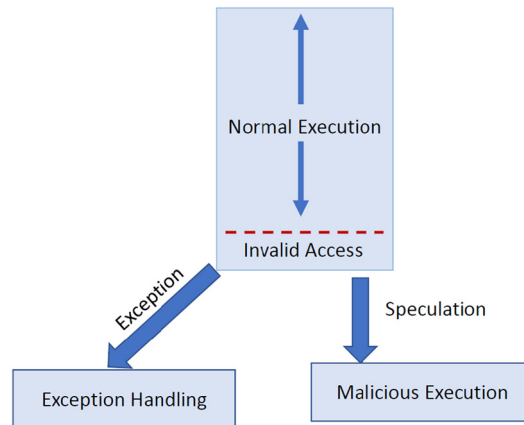 Normal Execution
Invalid Access
Exception
Speculation
Exception Handling
Malicious Execution